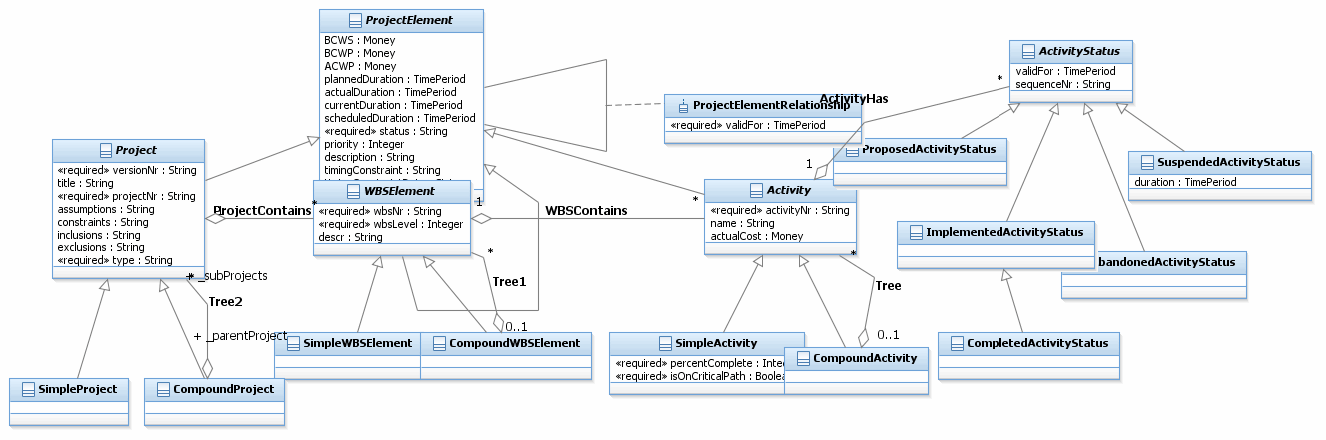 ProjectElement
BCWS : Money
BCWP : Money
ACWP : Money
plannedDuration : TimePeriod
actualDuration : TimePeriod
currentDuration : TimePeriod
scheduledDuration : TimePeriod
«required» status : String
priority : Integer
description : String
timingConstraint : String
ProjectElementRelationship
«required» validFor : TimePeriod
ActivityHas
*
1
ActivityStatus
validFor : TimePeriod
sequenceNr : String
ProposedActivityStatus
SuspendedActivityStatus
duration : TimePeriod
Project
«required» versionNr : String
title : String
«required» projectNr : String
assumptions : String
constraints : String
inclusions : String
exclusions : String
«required» type : String
ProjectContains
*
WBSElement
«required» wbsNr : String
«required» wbsLevel : Integer
descr : String
1
WBSContains
*
Activity
«required» activityNr : String
name : String
actualCost : Money
ImplementedActivityStatus
bandonedActivityStatus
CompletedActivityStatus
_subProjects
Tree2
+ _parentProject
*
Tree1
0..1
*
Tree
0..1
SimpleProject
CompoundProject
SimpleWBSElement
CompoundWBSElement
SimpleActivity
«required» percentComplete : Inte
«required» isOnCriticalPath : Boolea
CompoundActivity